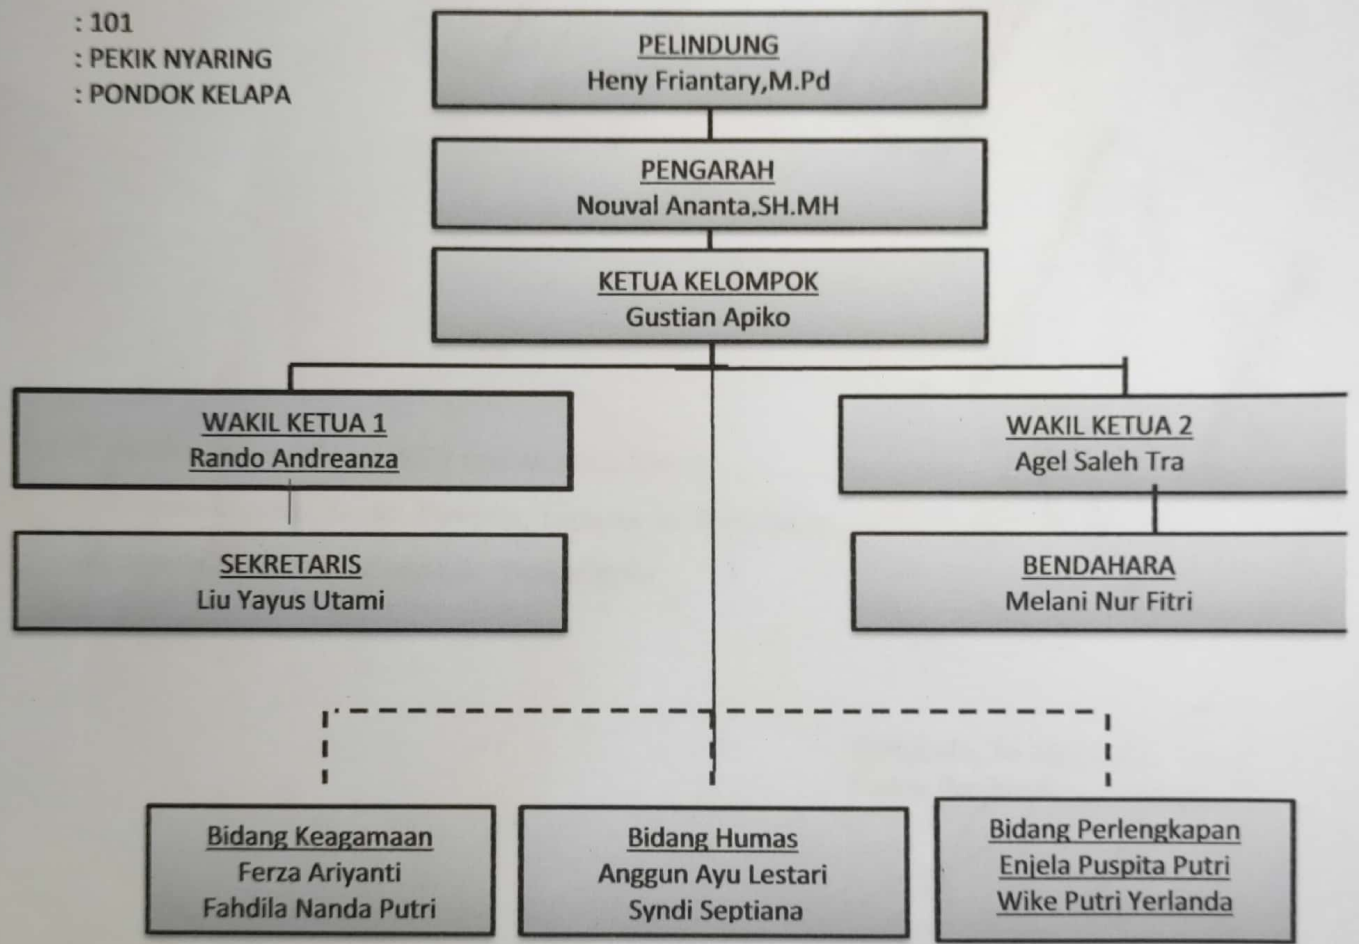 : 101
: PEKIK NYARING
: PONDOK KELAPA
PELINDUNG
Heny Friantary,M.Pd
PENGARAH
Nouval Ananta,SH.MH
KETUA KELOMPOK
Gustian Apiko
WAKIL KETUA 1
Rando Andreanza
WAKIL KETUA 2
Agel Saleh Tra
SEKRETARIS
Liu Yayus Utami
BENDAHARA
Melani Nur Fitri
Bidang Keagamaan
Ferza Ariyanti
Fahdila Nanda Putri
Bidang Humas
Anggun Ayu Lestari
Syndi Septiana
Bidang Perlengkapan
Enjela Puspita Putri
Wike Putri Yerlanda